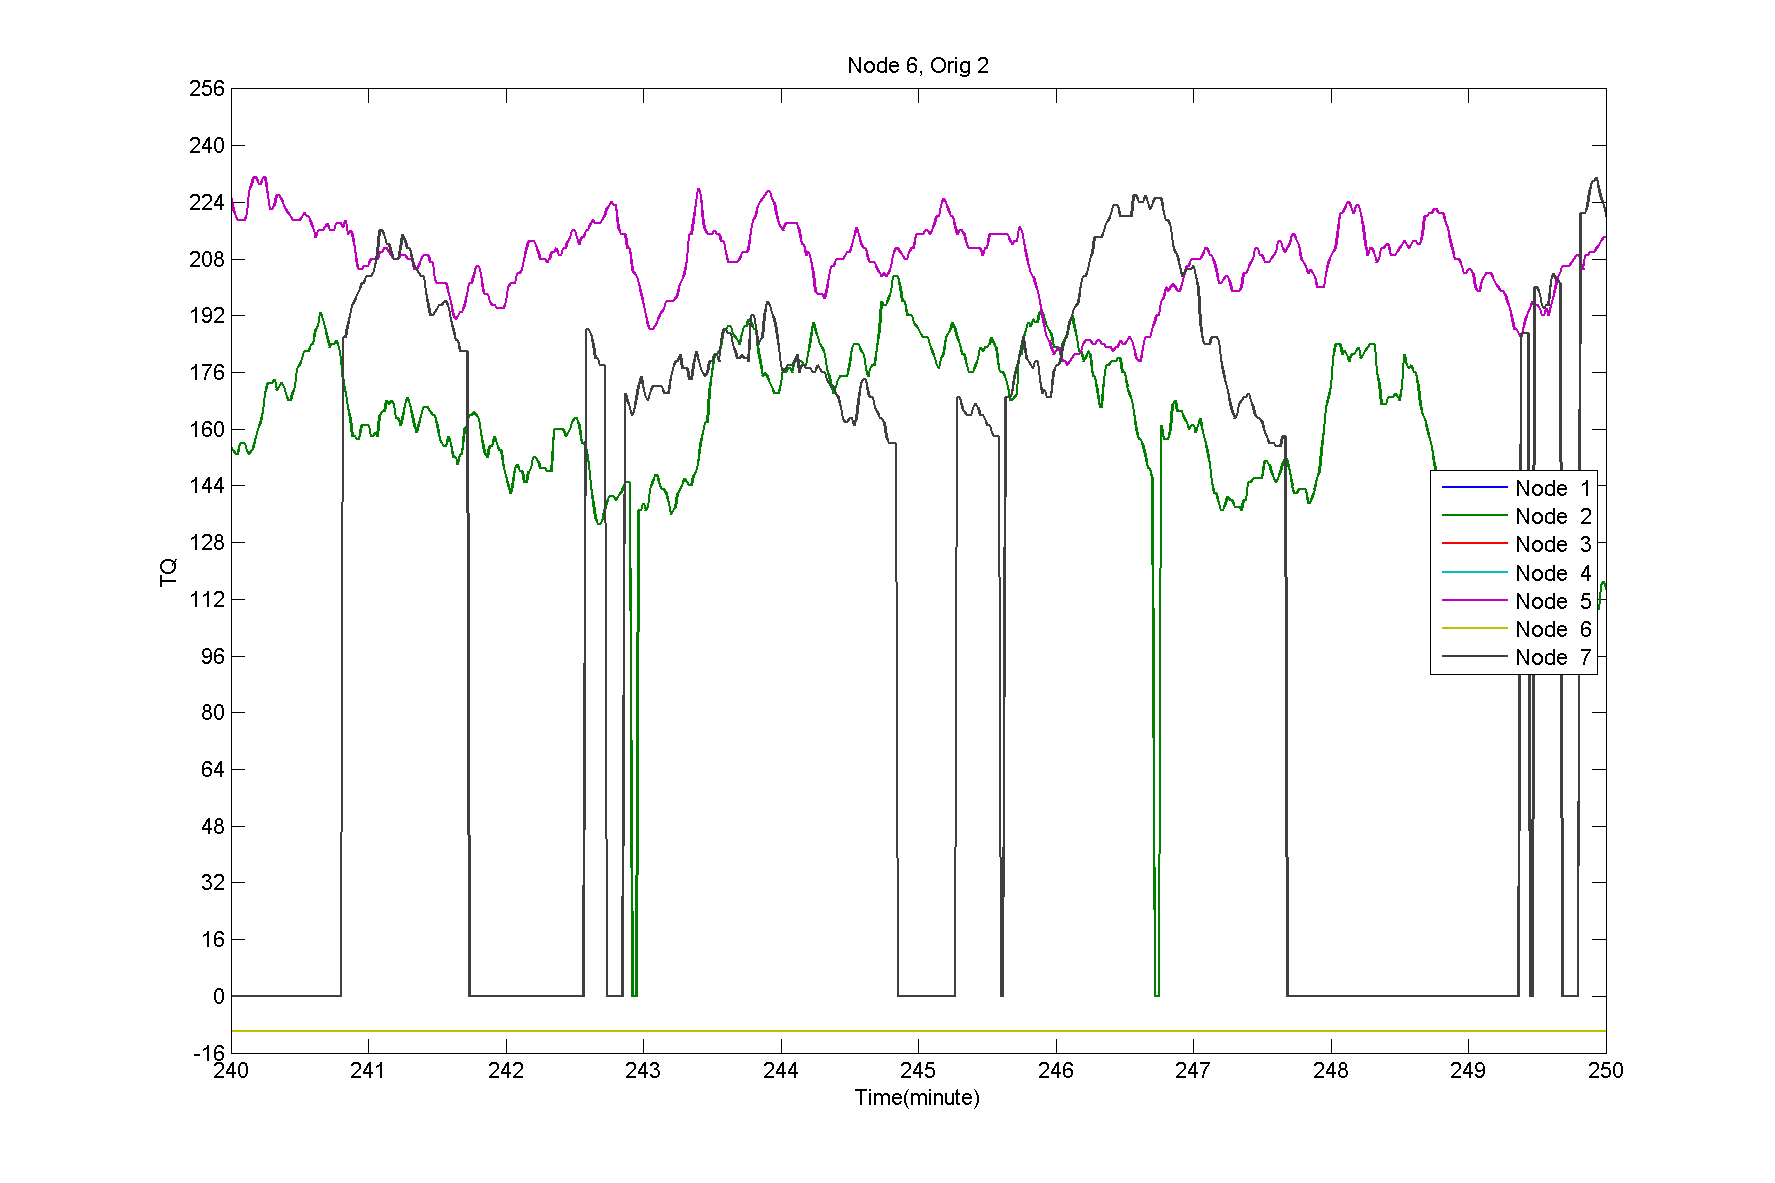 Node 6, Orig 2
256
240
224
208
192
176
160
144
128
112
96
80
64
48
32
16
0
-16
TQ
Node 1
Node 2
Node 3
Node 4
Node 5
Node 6
Node 7
240 241 242 243 244 245 246 247 248 249 250
Time(minute)